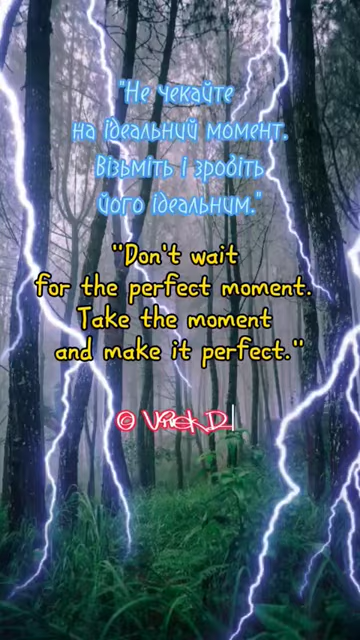 "Не чекайте
на ідеальний момент.
Візьміть і зробіть
його ідеальним."
"Don't wait
for the perfect moment.
Take the moment
and make it perfect."
©